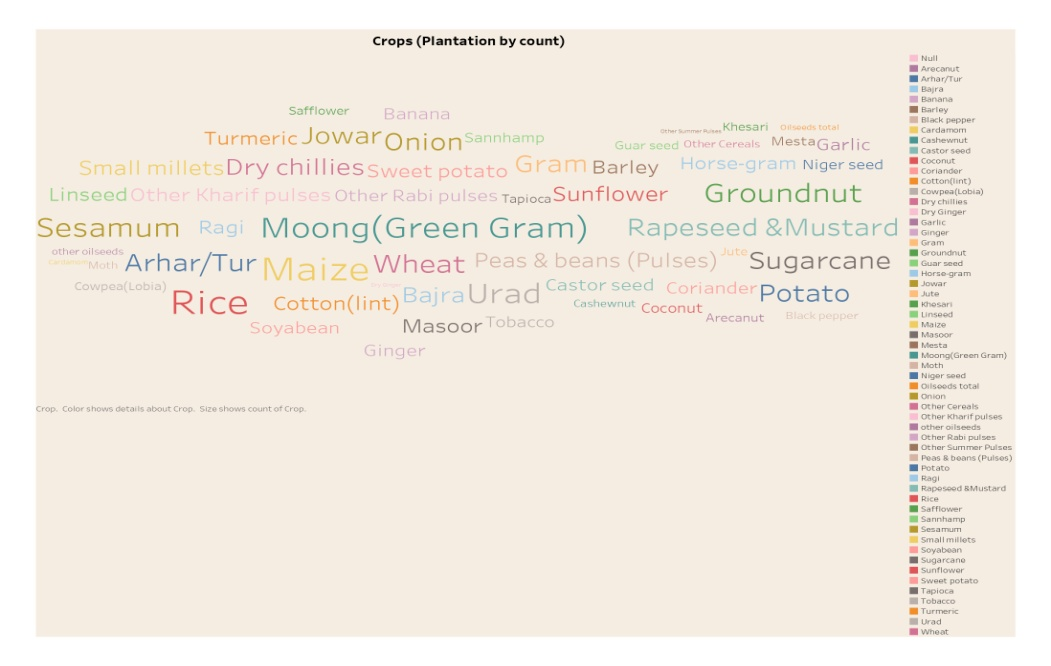 Crops (Plantation by count)
Safflower Banana
Turmeric Jowar Onion Sannhamp Other Summer Pulses Khesari Oilseeds total
Guar seed Other Cereals Mesta Garlic
Small millets Dry chillies Sweet potato Gram Barley Horse-gram Niger seed
Linseed Other Kharif pulses Other Rabi pulses Tapioca Sunflower Groundnut
Sesamum Ragi Moong(Green Gram) Rapeseed &Mustard
other oilseeds Jute
Cardamom Moth Arhar/Tur Maize Wheat Peas & beans (Pulses) Sugarcane
Cowpea(Lobia) Dry Ginger Castor seed Coriander
Rice Cotton(lint) Bajra Urad Cashewnut Coconut Potato
Soyabean Masoor Tobacco Arecanut Black pepper
Ginger
Crop. Color shows details about Crop. Size shows count of Crop.
Null
Arecanut
Arhar/Tur
Bajra
Banana
Barley
Black pepper
Cardamom
Cashewnut
Castor seed
Coconut
Coriander
Cotton(lint)
Cowpea(Lobia)
Dry chillies
Dry Ginger
Garlic
Ginger
Gram
Groundnut
Guar seed
Horse-gram
Jowar
Jute
Khesari
Linseed
Maize
Masoor
Mesta
Moong(Green Gram)
Moth
Niger seed
Oilseeds total
Onion
Other Cereals
Other Kharif pulses
other oilseeds
Other Rabi pulses
Other Summer Pulses
Peas & beans (Pulses)
Potato
Ragi
Rapeseed &Mustard
Rice
Safflower
Sannhamp
Sesamum
Small millets
Soyabean
Sugarcane
Sunflower
Sweet potato
Tapioca
Tobacco
Turmeric
Urad
Wheat